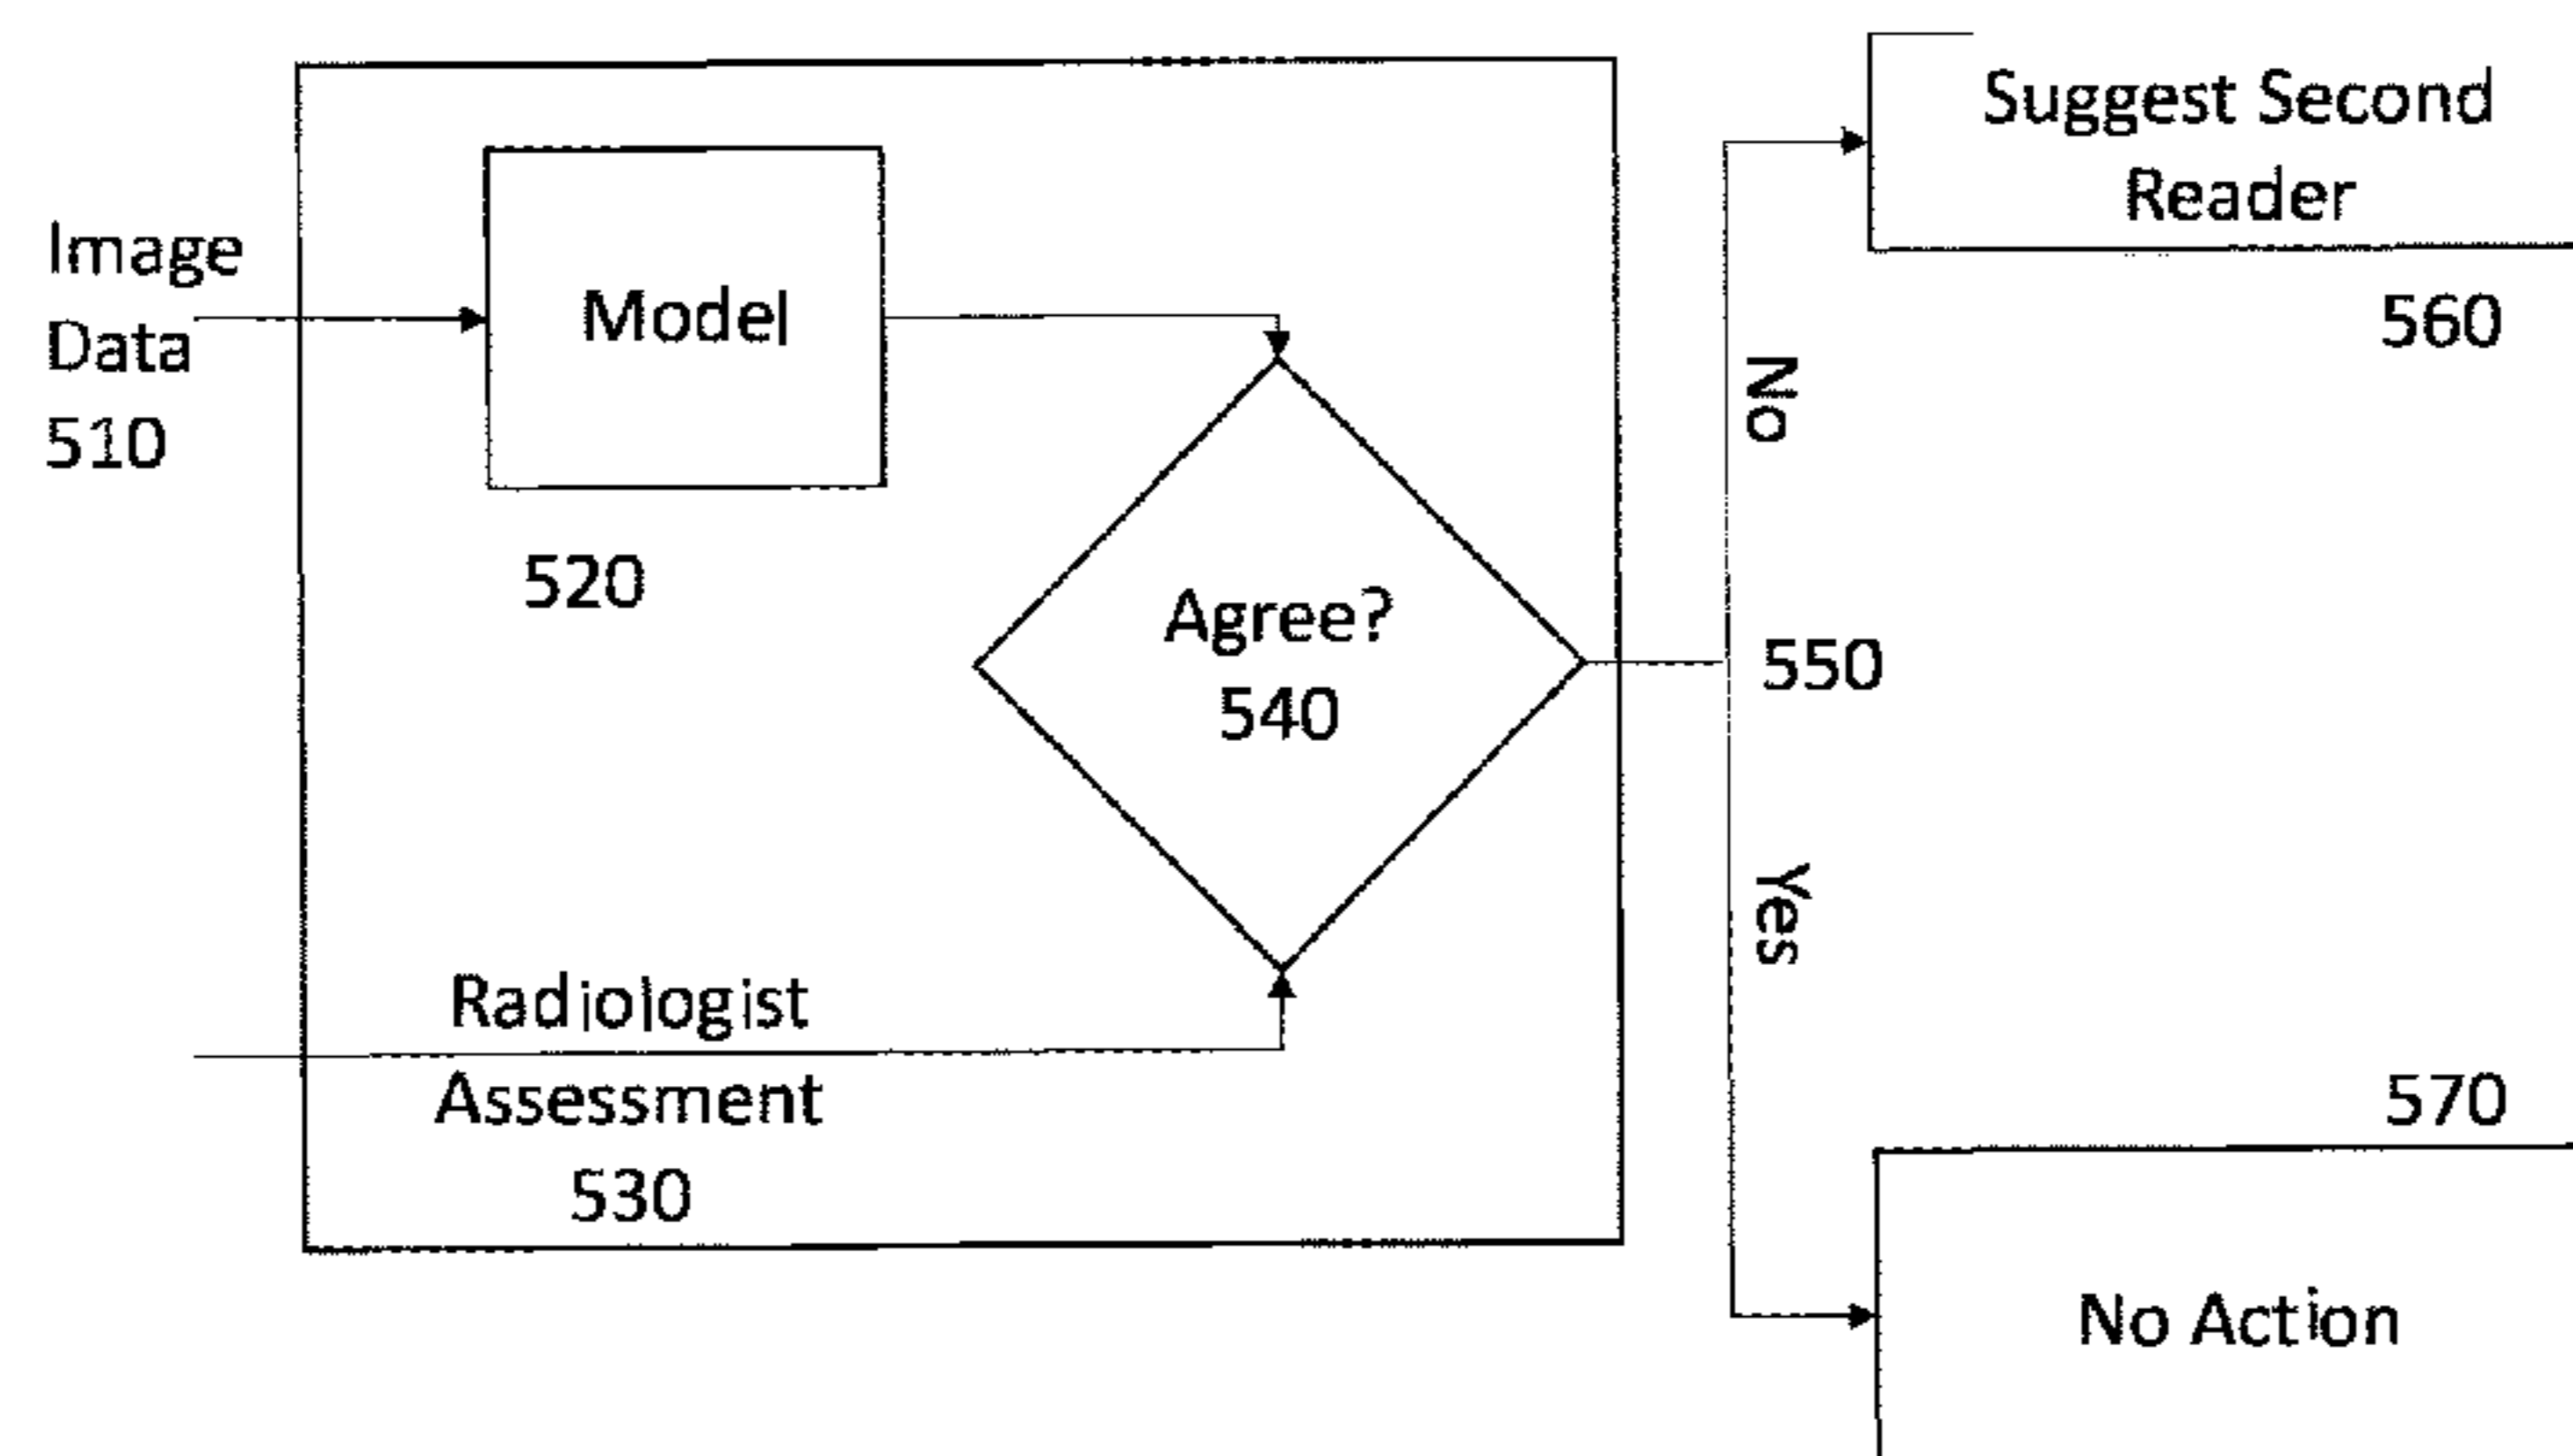 Image
Data
510
Model
520
Radiologist
Assessment
530
Agree?
540
550
No
Yes
Suggest Second
Reader
560
570
No Action